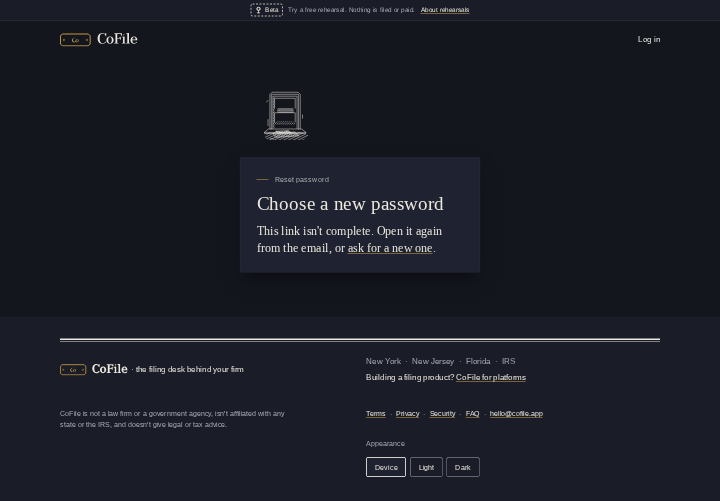 Beta Try a free rehearsal. Nothing is filed or paid. About rehearsals
Co CoFile
Log in
Reset password
Choose a new password
This link isn't complete. Open it again
from the email, or ask for a new one.
Co CoFile · the filing desk behind your firm
CoFile is not a law firm or a government agency, isn't affiliated with any
state or the IRS, and doesn't give legal or tax advice.
New York · New Jersey · Florida · IRS
Building a filing product? CoFile for platforms
Terms · Privacy · Security · FAQ · hello@cofile.app
Appearance
Device Light Dark